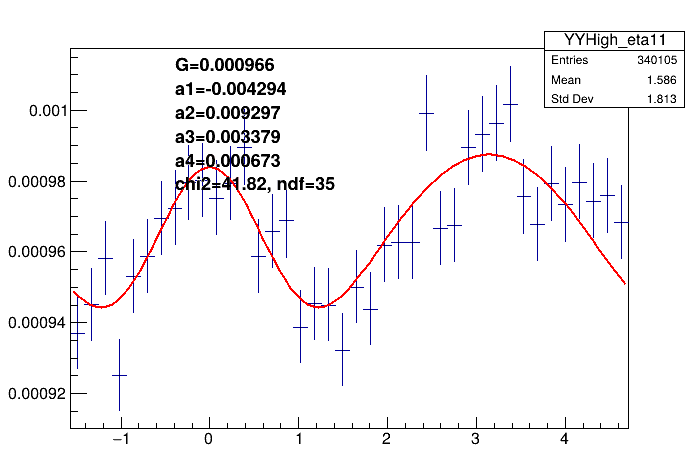 YYHigh_eta11
Entries 340105
Mean 1.586
Std Dev 1.813
G=0.000966
a1=-0.004294
a2=0.009297
a3=0.003379
a4=0.000673
chi2=41.82, ndf=35
0.001
0.00098
0.00096
0.00094
0.00092
−1 0 1 2 3 4